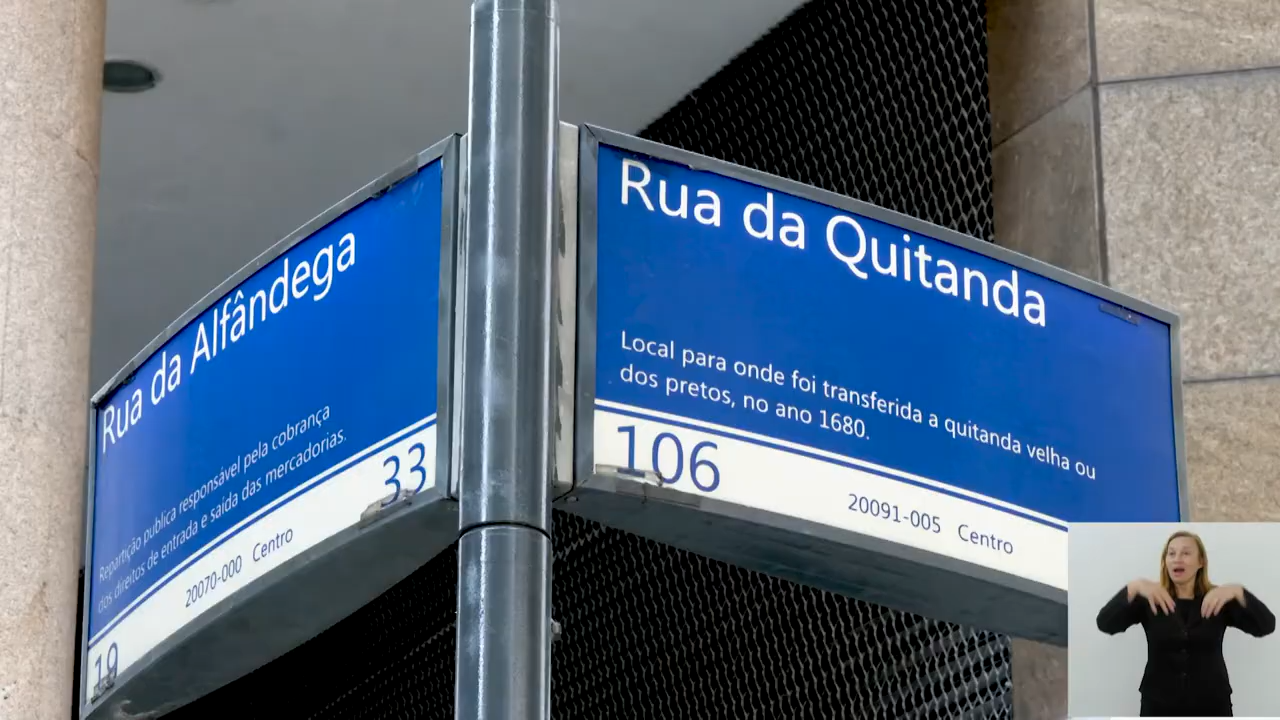 Rua da Alfândega
Repartição publica responsável pela cobrança
dos direitos de entrada e saída das mercadorias.
33
20070-000 Centro
19
Rua da Quitanda
Local para onde foi transferida a quitanda velha ou
dos pretos, no ano 1680.
106
20091-005 Centro